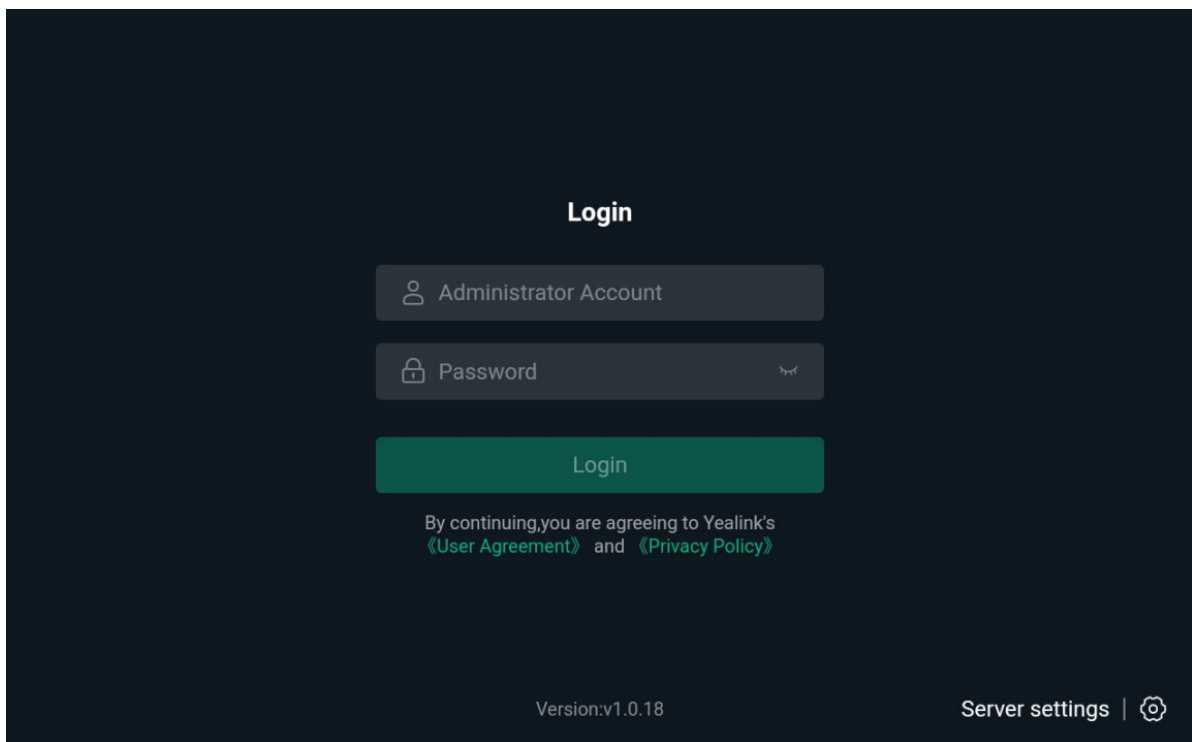 Login
Administrator Account
Password
Login
By continuing,you are agreeing to Yealink's
《User Agreement》 and 《Privacy Policy》
Version:v1.0.18
Server settings |